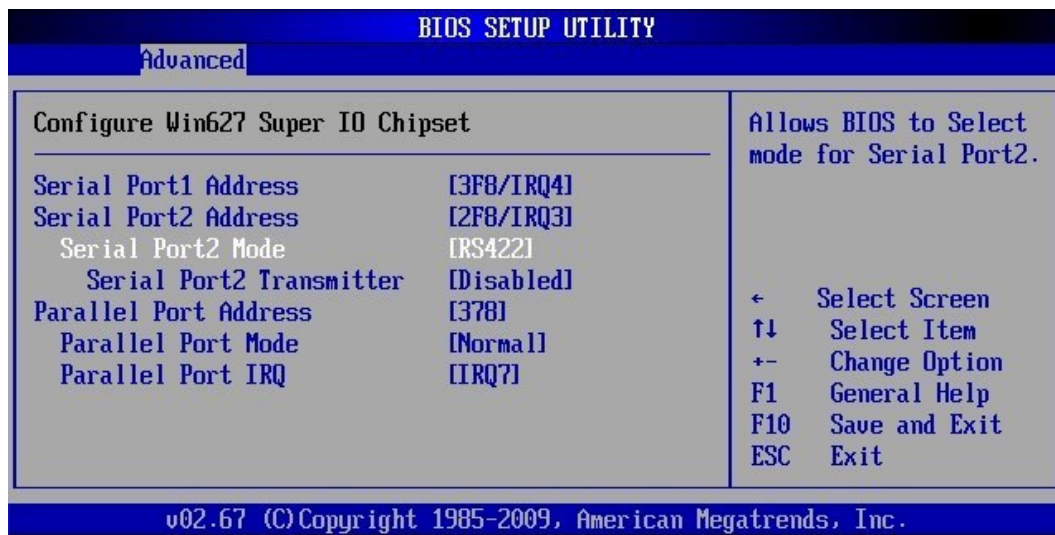 BIOS SETUP UTILITY
Advanced
Configure Win627 Super IO Chipset
Serial Port1 Address [3F8/IRQ4]
Serial Port2 Address [2F8/IRQ3]
Serial Port2 Mode [RS422]
Serial Port2 Transmitter [Disabled]
Parallel Port Address [378]
Parallel Port Mode [Normal]
Parallel Port IRQ [IRQ7]
Allows BIOS to Select
mode for Serial Port2.
← Select Screen
↑↓ Select Item
+- Change Option
F1 General Help
F10 Save and Exit
ESC Exit
v02.67 (C)Copyright 1985-2009, American Megatrends, Inc.